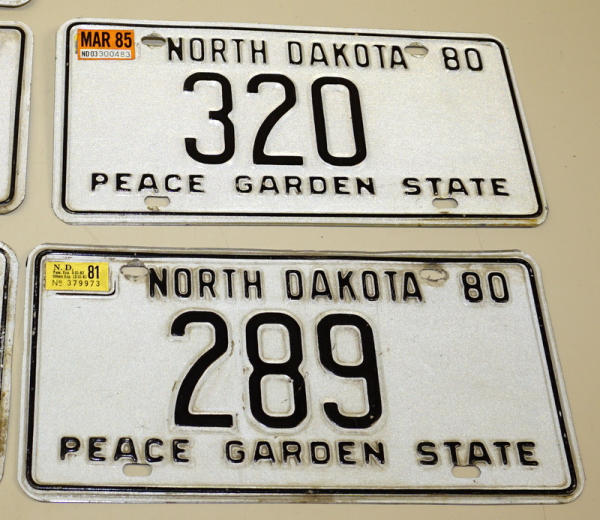 MAR 85
ND03300483
NORTH DAKOTA 80
320
PEACE GARDEN STATE
N. D. 81
Nº 379973
NORTH DAKOTA 80
289
PEACE GARDEN STATE